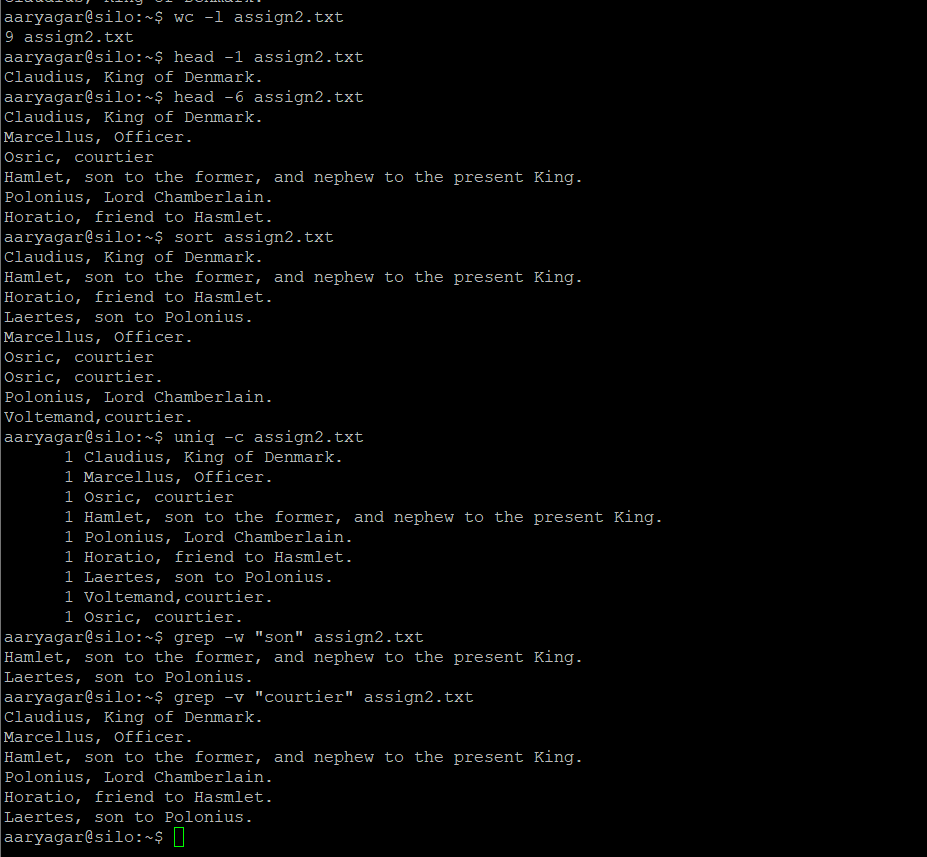 Claudius, King of Denmark.
aaryagar@silo:~$ wc -l assign2.txt
9 assign2.txt
aaryagar@silo:~$ head -1 assign2.txt
Claudius, King of Denmark.
aaryagar@silo:~$ head -6 assign2.txt
Claudius, King of Denmark.
Marcellus, Officer.
Osric, courtier
Hamlet, son to the former, and nephew to the present King.
Polonius, Lord Chamberlain.
Horatio, friend to Hasmlet.
aaryagar@silo:~$ sort assign2.txt
Claudius, King of Denmark.
Hamlet, son to the former, and nephew to the present King.
Horatio, friend to Hasmlet.
Laertes, son to Polonius.
Marcellus, Officer.
Osric, courtier
Osric, courtier.
Polonius, Lord Chamberlain.
Voltemand,courtier.
aaryagar@silo:~$ uniq -c assign2.txt
      1 Claudius, King of Denmark.
      1 Marcellus, Officer.
      1 Osric, courtier
      1 Hamlet, son to the former, and nephew to the present King.
      1 Polonius, Lord Chamberlain.
      1 Horatio, friend to Hasmlet.
      1 Laertes, son to Polonius.
      1 Voltemand,courtier.
      1 Osric, courtier.
aaryagar@silo:~$ grep -w "son" assign2.txt
Hamlet, son to the former, and nephew to the present King.
Laertes, son to Polonius.
aaryagar@silo:~$ grep -v "courtier" assign2.txt
Claudius, King of Denmark.
Marcellus, Officer.
Hamlet, son to the former, and nephew to the present King.
Polonius, Lord Chamberlain.
Horatio, friend to Hasmlet.
Laertes, son to Polonius.
aaryagar@silo:~$